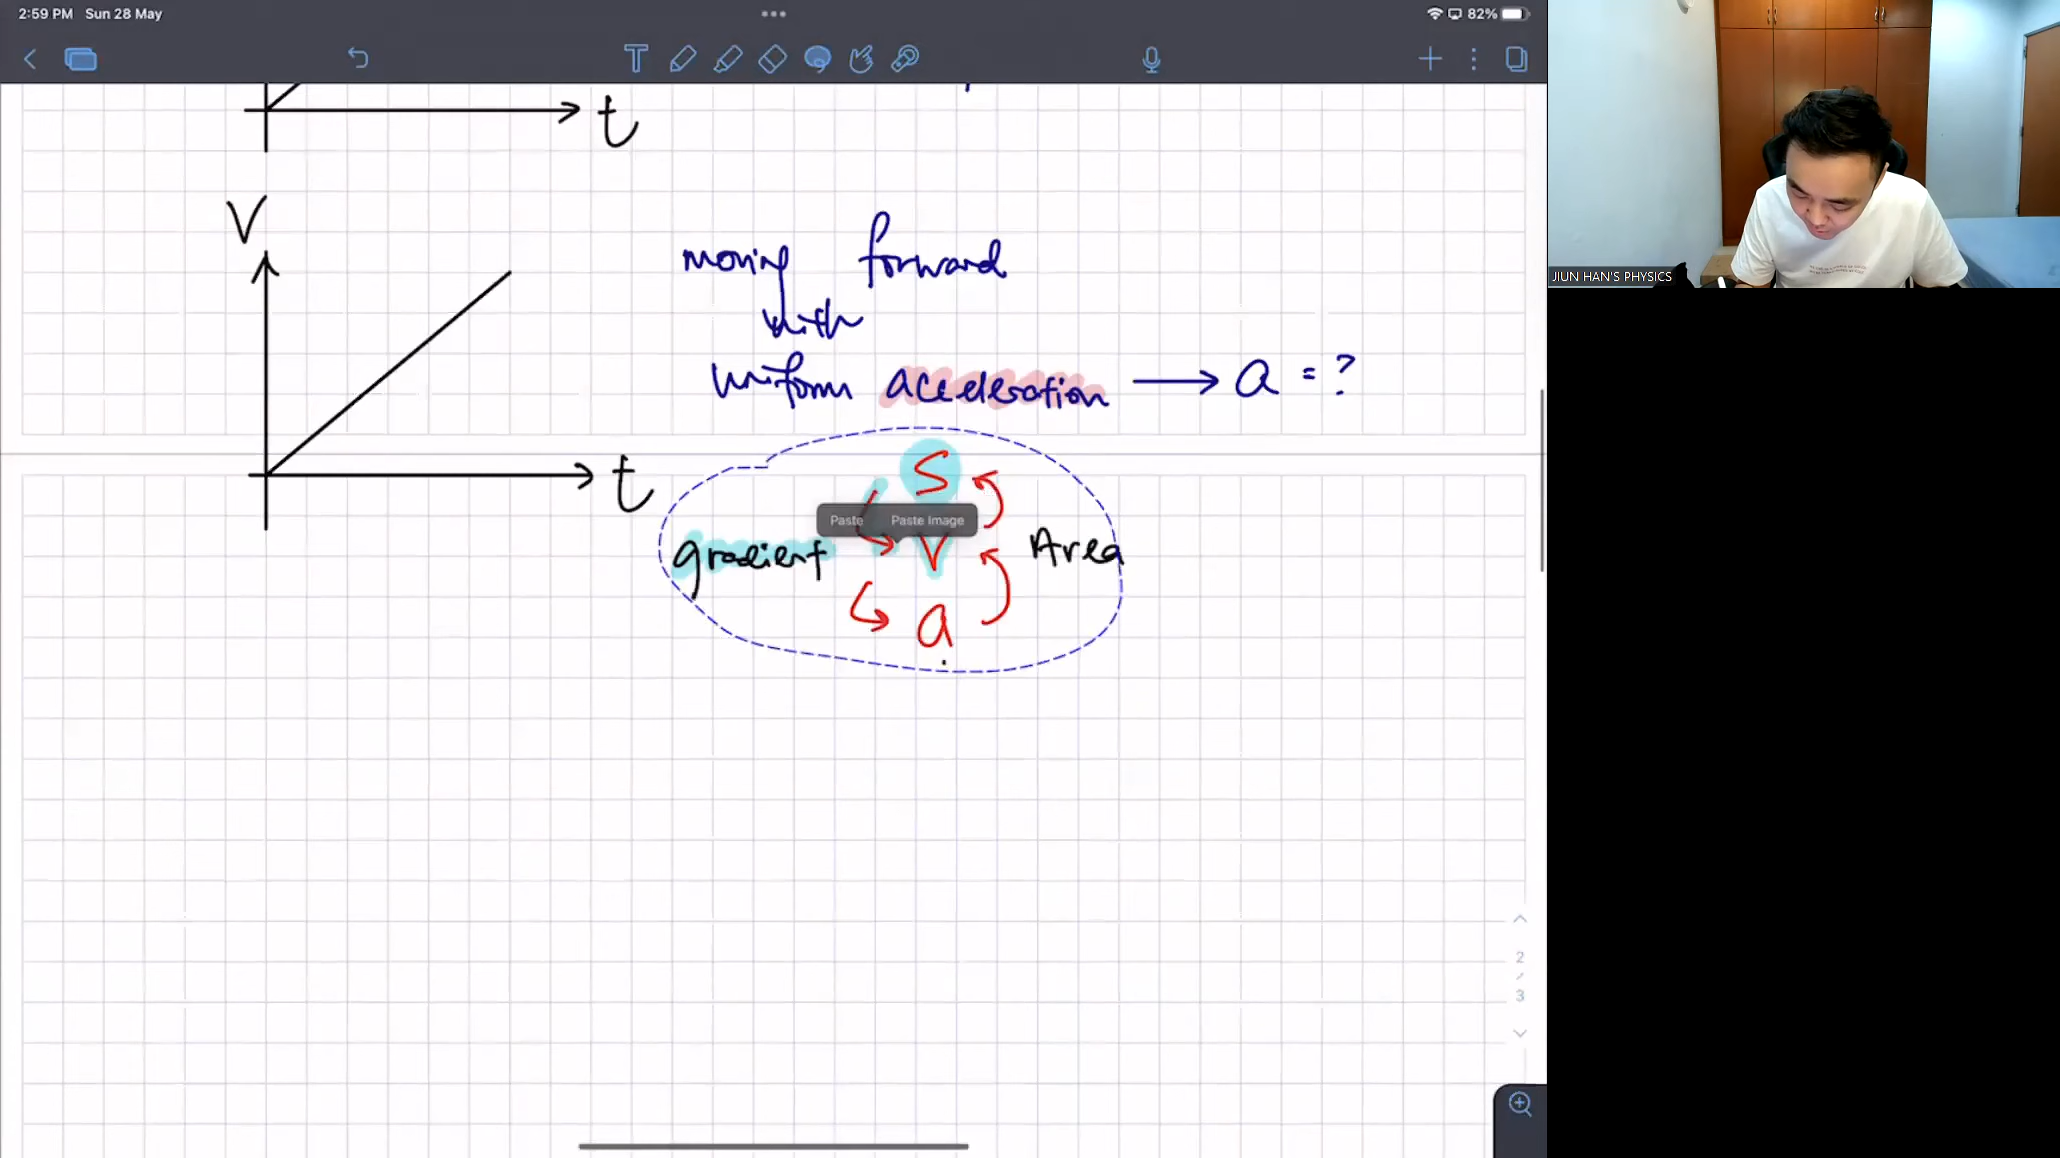 2:59 PM Sun 28 May
82%
T
t
V
moving forward
with
uniform acceleration → a = ?
t
S
Paste Paste Image
gradient V Area
a
2
3
JIUN HAN'S PHYSICS